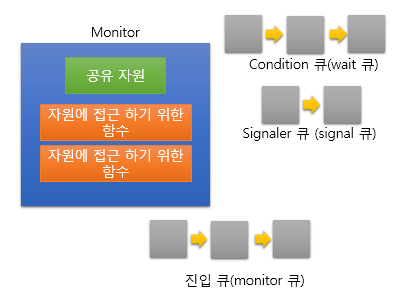 Monitor
공유 자원
자원에 접근 하기 위한
함수
자원에 접근 하기 위한
함수
Condition 큐(wait 큐)
Signaler 큐 (signal 큐)
진입 큐(monitor 큐)